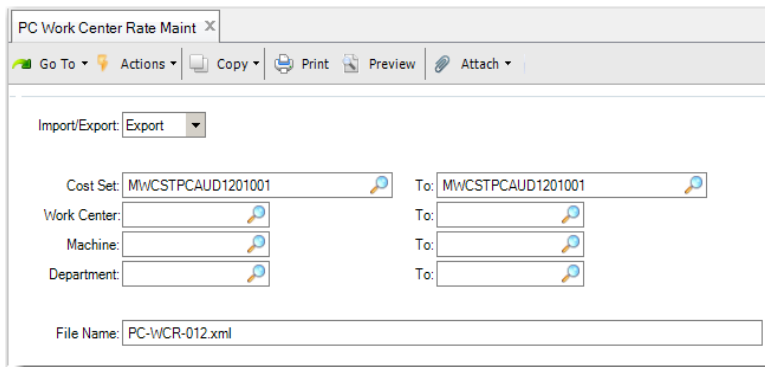 PC Work Center Rate Maint X
Go To Actions Copy Print Preview Attach
Import/Export: Export
Cost Set: MWCSTPCAUD1201001 To: MWCSTPCAUD1201001
Work Center: To:
Machine: To:
Department: To:
File Name: PC-WCR-012.xml